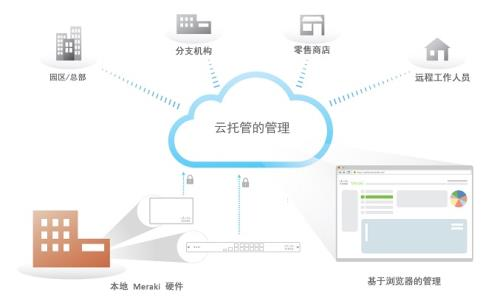 分支机构
零售商店
园区/总部
远程工作人员
云托管的管理
本地 Meraki 硬件
基于浏览器的管理